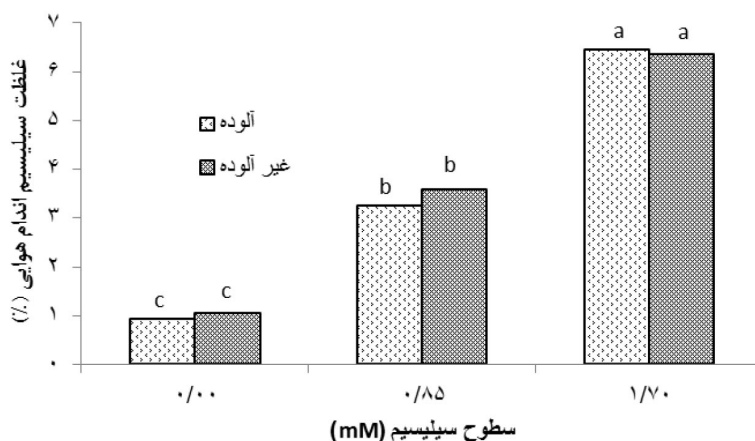 غلظت سیلیسیم اندام هوایی (٪)
۷
۶
۵
۴
۳
۲
۱
۰
آلوده
غیر آلوده
c c
b b
a a
۰/۰۰ ۰/۸۵ ۱/۷۰
سطوح سیلیسیم (mM)